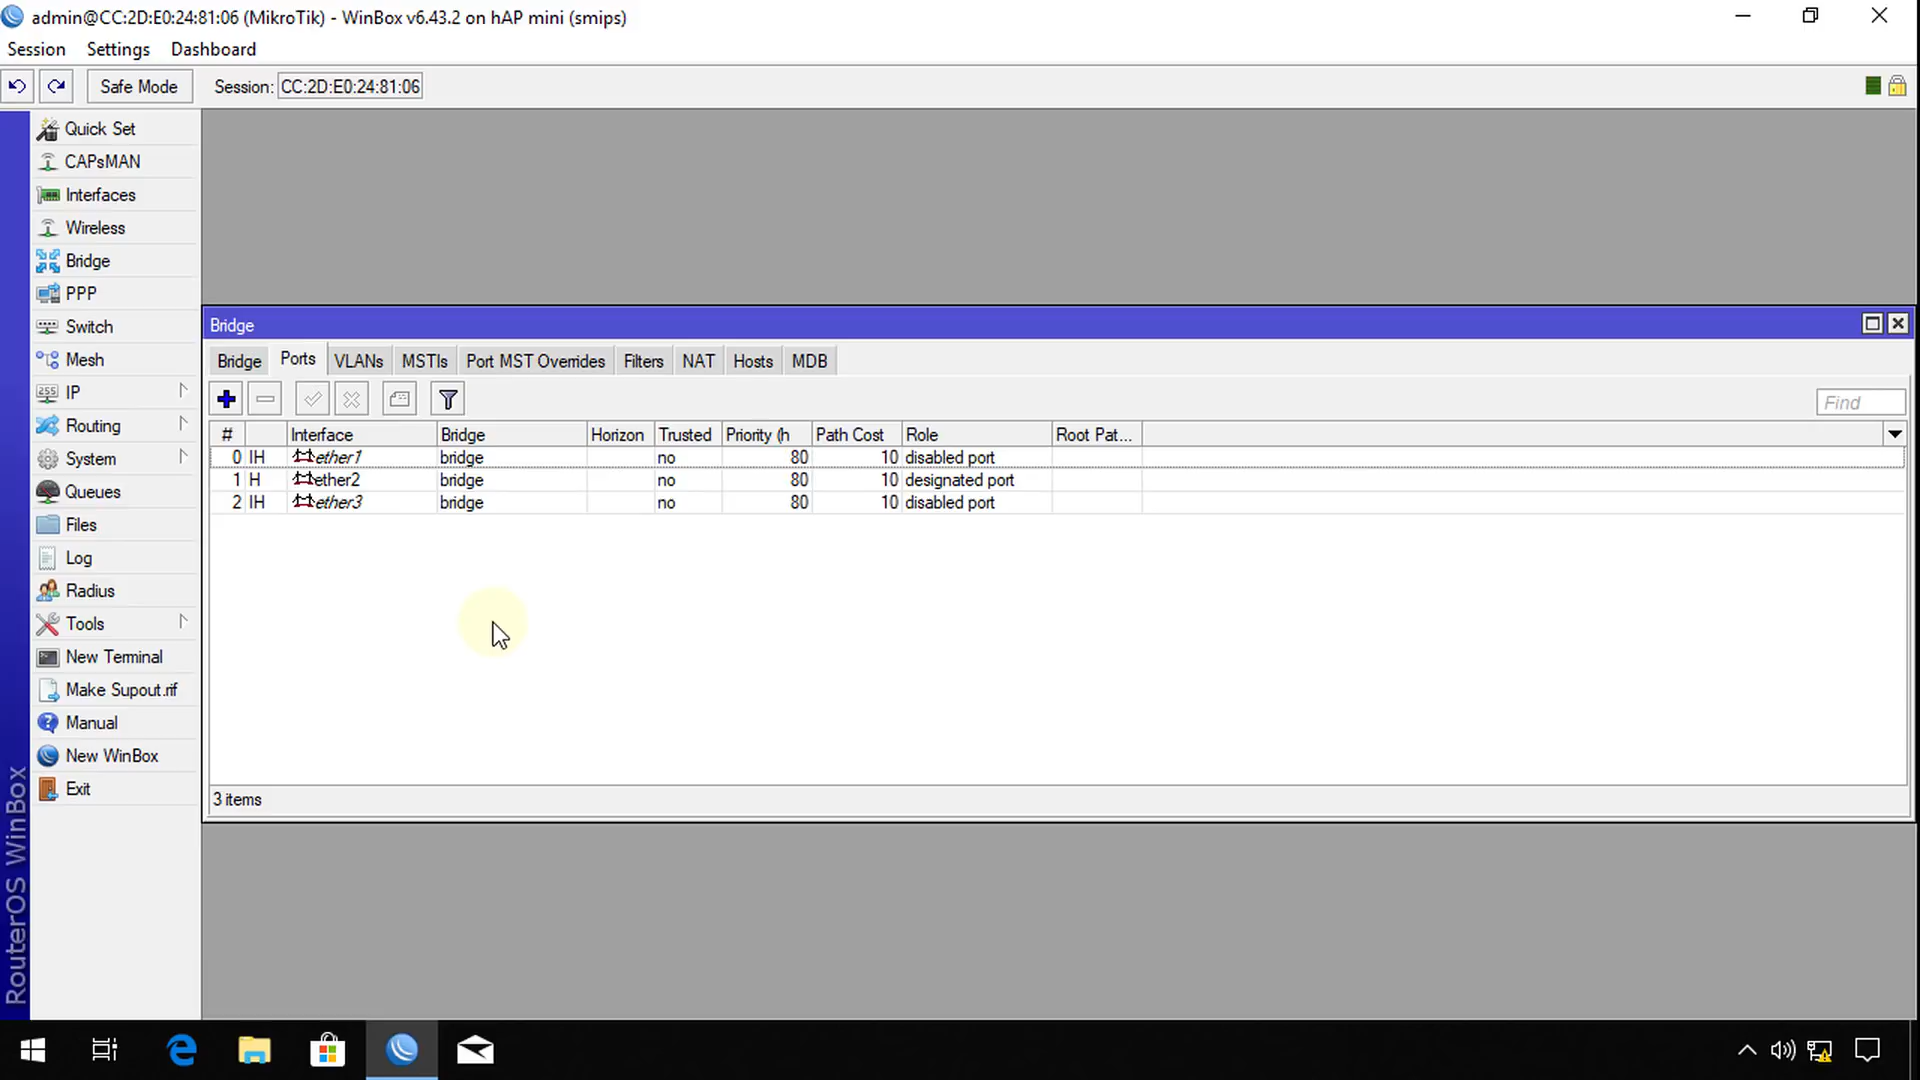 admin@CC:2D:E0:24:81:06 (MikroTik) - WinBox v6.43.2 on hAP mini (smips)
Session Settings Dashboard
Safe Mode Session: CC:2D:E0:24:81:06
Quick Set
CAPsMAN
Interfaces
Wireless
Bridge
PPP
Switch
Mesh
IP
Routing
System
Queues
Files
Log
Radius
Tools
New Terminal
Make Supout.rif
Manual
New WinBox
Exit
RouterOS WinBox
Bridge
Bridge Ports VLANs MSTIs Port MST Overrides Filters NAT Hosts MDB
Find
# Interface Bridge Horizon Trusted Priority (h Path Cost Role Root Pat...
0 IH ether1 bridge no 80 10 disabled port
1 H ether2 bridge no 80 10 designated port
2 IH ether3 bridge no 80 10 disabled port
3 items